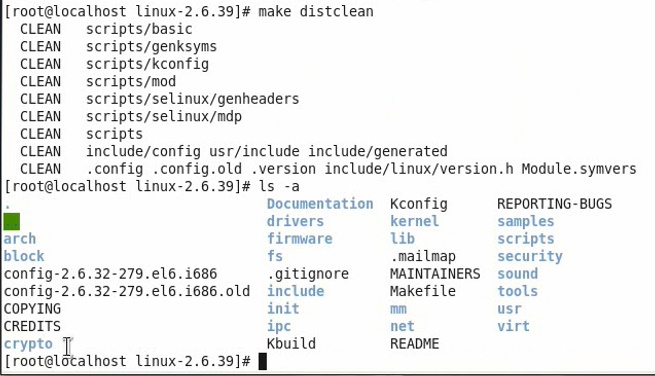 [root@localhost linux-2.6.39]# make distclean
  CLEAN   scripts/basic
  CLEAN   scripts/genksyms
  CLEAN   scripts/kconfig
  CLEAN   scripts/mod
  CLEAN   scripts/selinux/genheaders
  CLEAN   scripts/selinux/mdp
  CLEAN   scripts
  CLEAN   include/config usr/include include/generated
  CLEAN   .config .config.old .version include/linux/version.h Module.symvers
[root@localhost linux-2.6.39]# ls -a
.                               Documentation  Kconfig      REPORTING-BUGS
..                              drivers        kernel       samples
arch                            firmware       lib          scripts
block                           fs             .mailmap     security
config-2.6.32-279.el6.i686      .gitignore     MAINTAINERS  sound
config-2.6.32-279.el6.i686.old  include        Makefile     tools
COPYING                         init           mm           usr
CREDITS                         ipc            net          virt
crypto                          Kbuild         README
[root@localhost linux-2.6.39]#